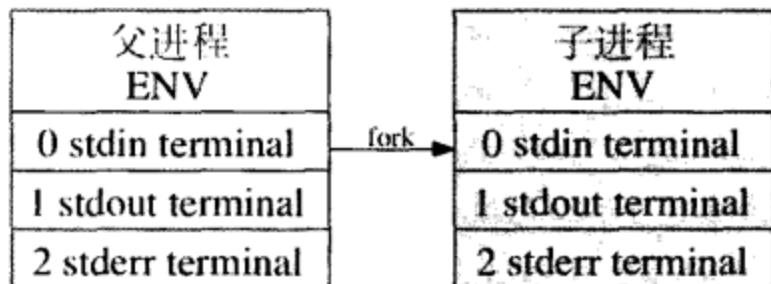 父进程
ENV
0 stdin terminal
1 stdout terminal
2 stderr terminal
fork
子进程
ENV
0 stdin terminal
1 stdout terminal
2 stderr terminal